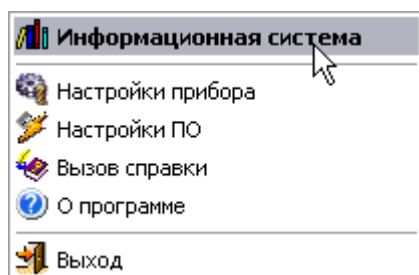 Информационная система
Настройки прибора
Настройки ПО
Вызов справки
О программе
Выход